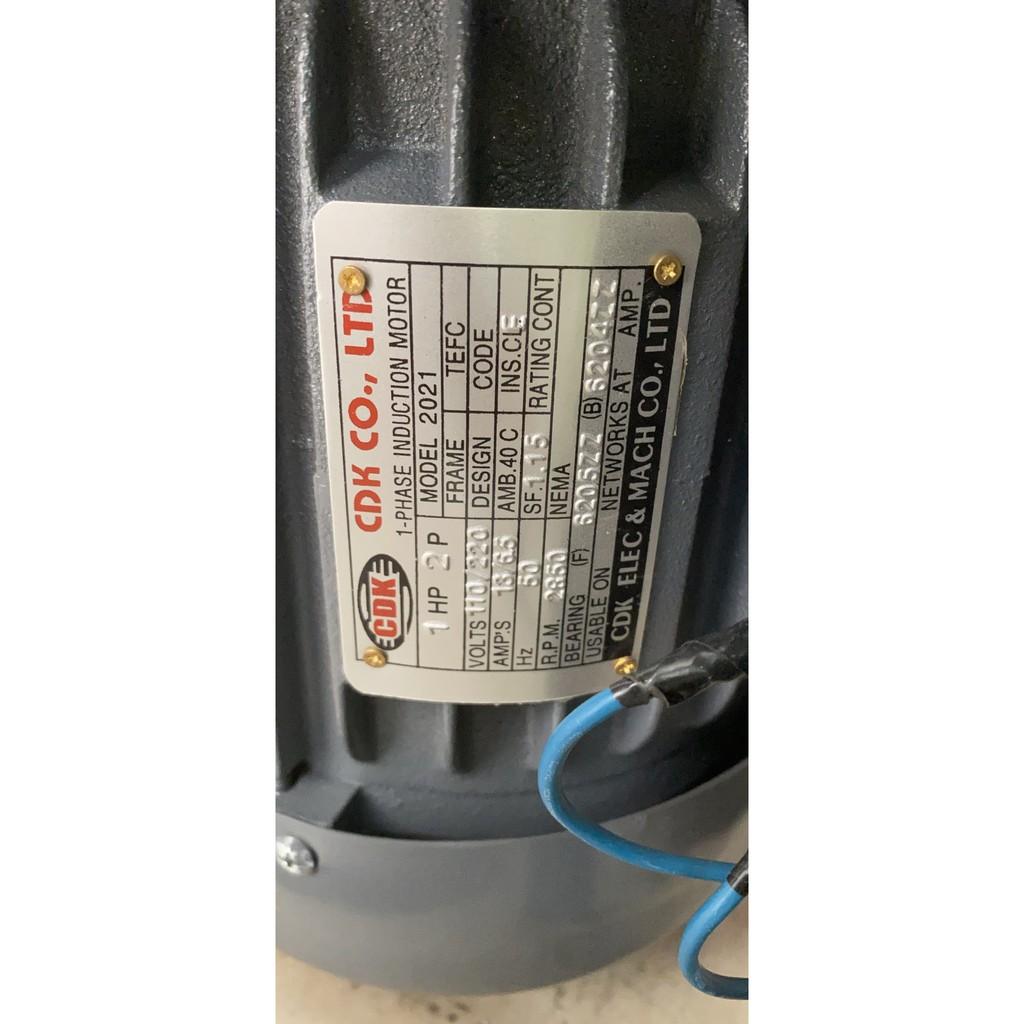 CDK CDK CO., LTD
1-PHASE INDUCTION MOTOR
1 HP 2 P MODEL 2021
FRAME TEFC
VOLTS 110/220 DESIGN CODE
AMP'S 13/6.5 AMB.40 C INS.CL E
Hz 50 SF.1.15 RATING CONT
R.P.M. 2850 NEMA
BEARING (F) 6205ZZ (B) 6204ZZ
USABLE ON NETWORKS AT AMP.
CDK ELEC & MACH CO., LTD